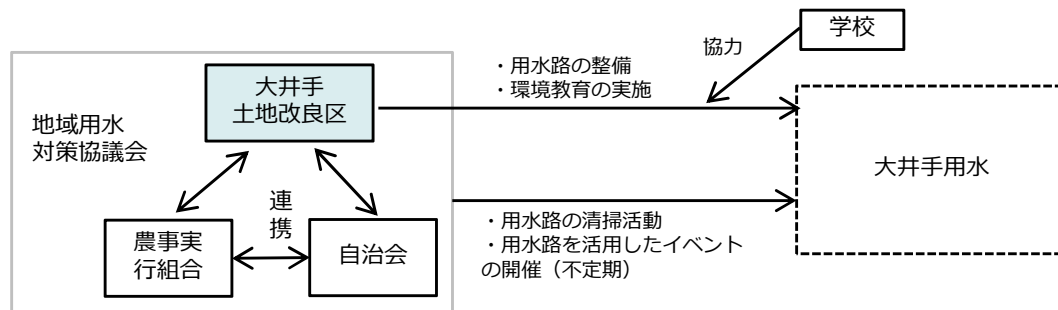 学校
協力
・用水路の整備
・環境教育の実施
大井手
土地改良区
地域用水
対策協議会
大井手用水
連
携
農事実
行組合
自治会
・用水路の清掃活動
・用水路を活用したイベント
の開催（不定期）